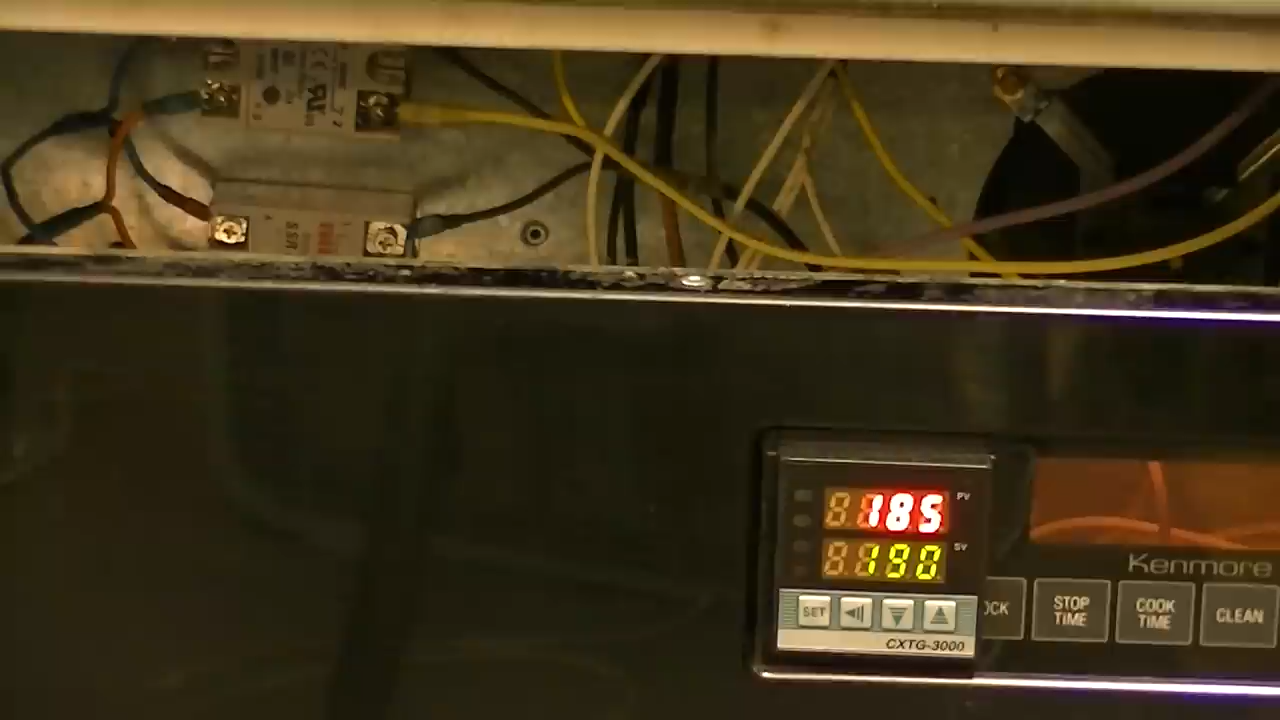 SSR
185
PV
190
SV
SET
CXTG-3000
Kenmore
OCK
STOP
TIME
COOK
TIME
CLEAN